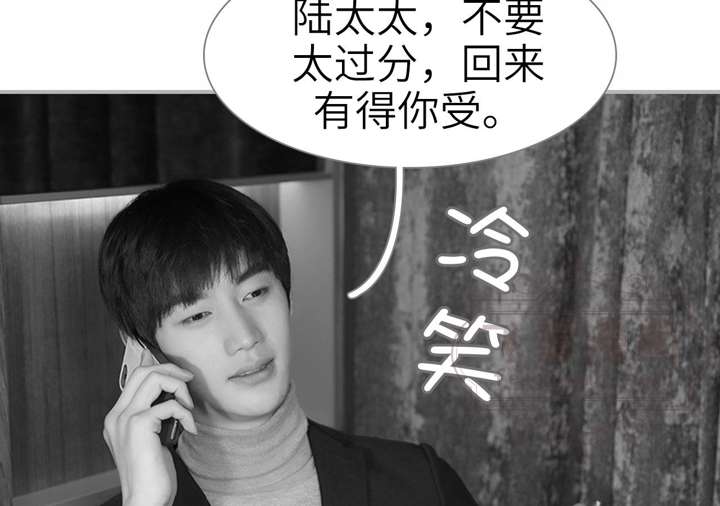 陆太太，不要
太过分，回来
有得你受。
冷
笑